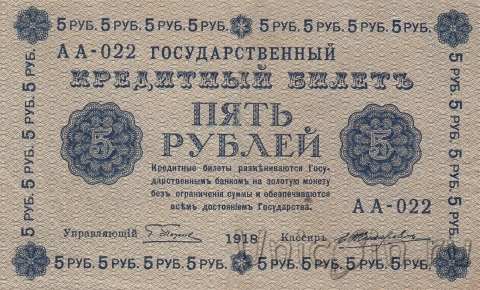 5 РУБ. 5 РУБ. 5 РУБ. 5 РУБ. 5 РУБ. 5 РУБ. 5 РУБ. 5 РУБ.
АА-022 ГОСУДАРСТВЕННЫЙ
КРЕДИТНЫЙ БИЛЕТЪ
5 ПЯТЬ 5
РУБЛЕЙ
Кредитные билеты размѣниваются Госу-
дарственнымъ банкомъ на золотую монету
безъ ограниченія суммы и обезпечиваются
всѣмъ достояніемъ Государства.
АА-022
Управляющій 1918 Кассиръ
5 РУБ. 5 РУБ. 5 РУБ. 5 РУБ. 5 РУБ. 5 РУБ. 5 РУБ. 5 РУБ.
5 РУБ. 5 РУБ. 5 РУБ. 5 РУБ. 5 РУБ.
5 РУБ. 5 РУБ. 5 РУБ. 5 РУБ. 5 РУБ.